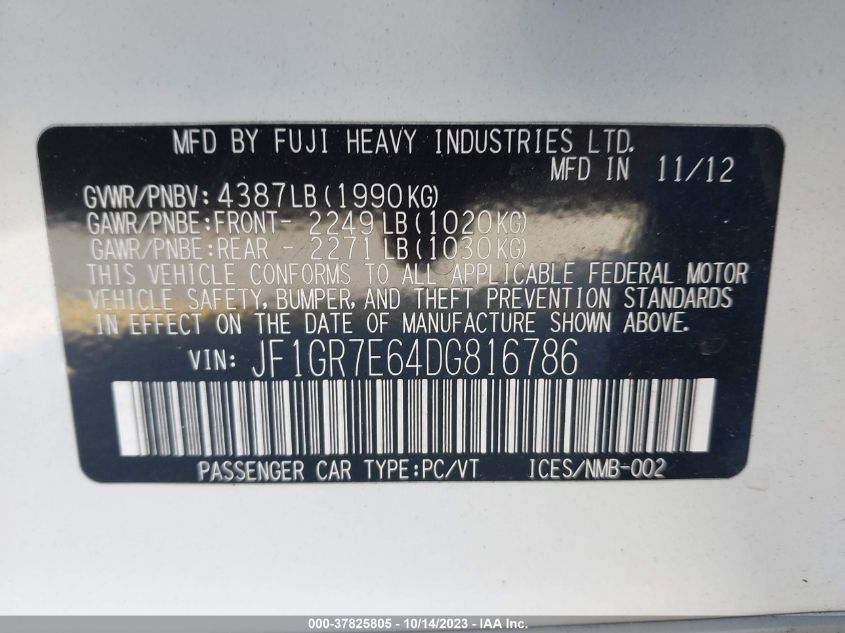 MFD BY FUJI HEAVY INDUSTRIES LTD.
MFD IN 11/12
GVWR/PNBV: 4387LB(1990KG)
GAWR/PNBE:FRONT- 2249LB(1020KG)
GAWR/PNBE:REAR - 2271LB(1030KG)
THIS VEHICLE CONFORMS TO ALL APPLICABLE FEDERAL MOTOR
VEHICLE SAFETY, BUMPER, AND THEFT PREVENTION STANDARDS
IN EFFECT ON THE DATE OF MANUFACTURE SHOWN ABOVE.
VIN: JF1GR7E64DG816786
PASSENGER CAR TYPE:PC/VT ICES/NMB-002
000-37825805 - 10/14/2023 - IAA Inc.